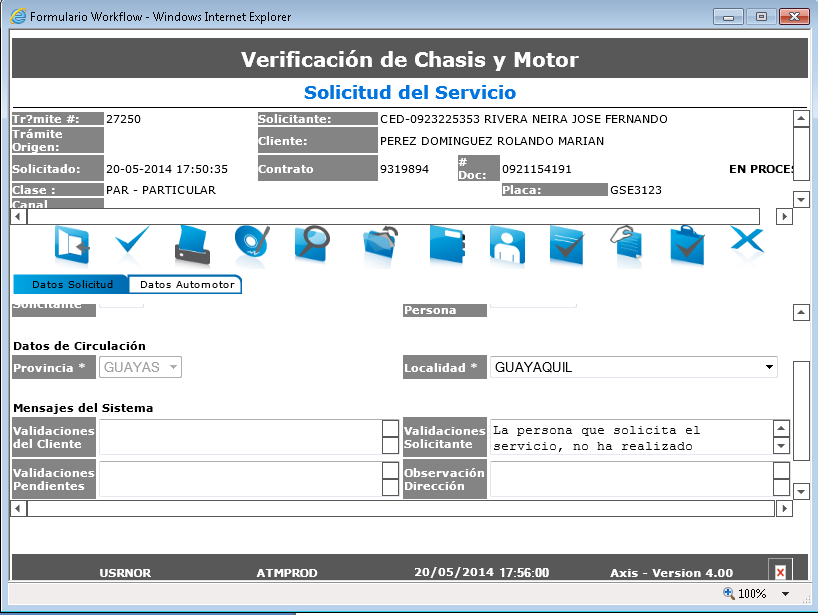 Formulario Workflow - Windows Internet Explorer
Verificación de Chasis y Motor
Solicitud del Servicio
Tr?mite #: 27250 Solicitante: CED-0923225353 RIVERA NEIRA JOSE FERNANDO
Trámite Origen: Cliente: PEREZ DOMINGUEZ ROLANDO MARIAN
Solicitado: 20-05-2014 17:50:35 Contrato 9319894 # Doc: 0921154191 EN PROCE
Clase : PAR - PARTICULAR Placa: GSE3123
Canal
Datos Solicitud Datos Automotor
Solicitante Persona
Datos de Circulación
Provincia * GUAYAS Localidad * GUAYAQUIL
Mensajes del Sistema
Validaciones del Cliente Validaciones Solicitante La persona que solicita el
servicio, no ha realizado
Validaciones Pendientes Observación Dirección
USRNOR ATMPROD 20/05/2014 17:56:00 Axis - Version 4.00
100%